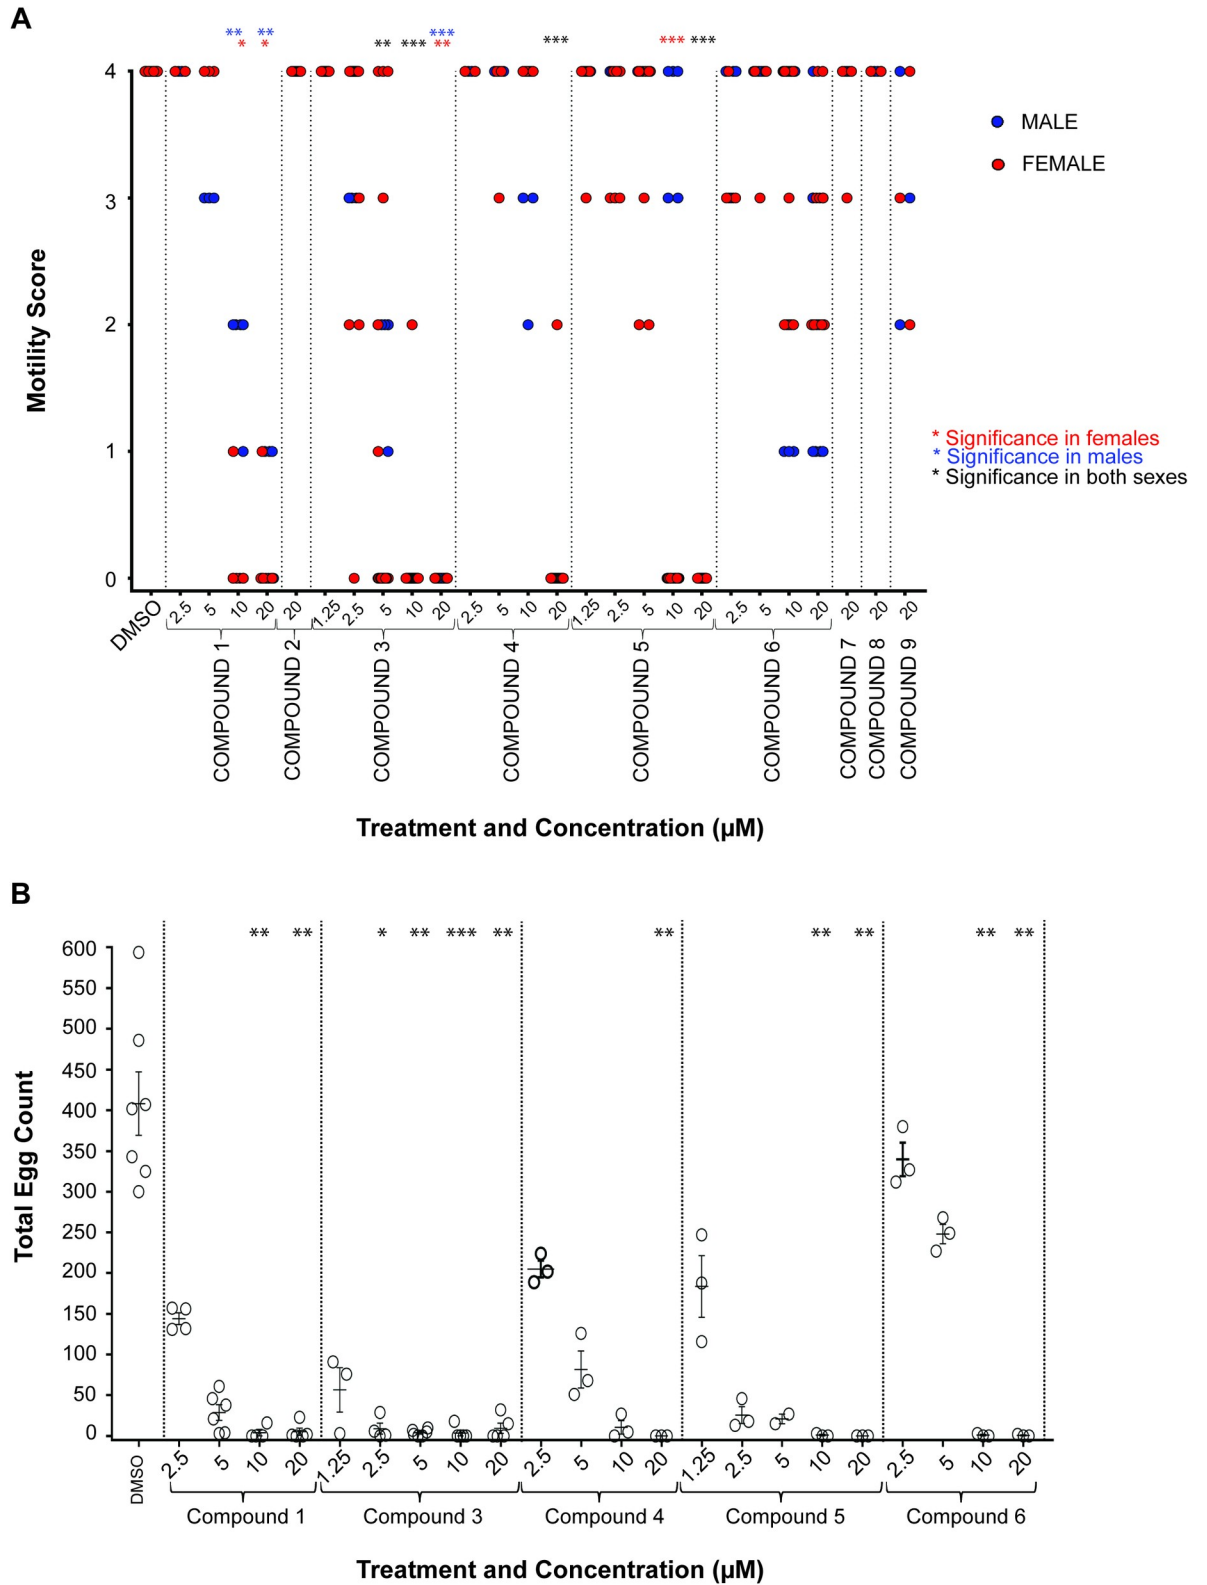 A
** ** ***
* * ** *** ** *** *** ***
4
MALE
FEMALE
3
Motility Score
2
1
* Significance in females
* Significance in males
* Significance in both sexes
0
DMSO 2.5 5 10 20 20 1.25 2.5 5 10 20 2.5 5 10 20 1.25 2.5 5 10 20 2.5 5 10 20 20 20 20
COMPOUND 1 COMPOUND 2 COMPOUND 3 COMPOUND 4 COMPOUND 5 COMPOUND 6 COMPOUND 7 COMPOUND 8 COMPOUND 9
Treatment and Concentration (µM)
B
** ** * ** *** ** ** ** ** ** **
600
550
500
450
400
350
300
250
200
150
100
50
0
Total Egg Count
DMSO 2.5 5 10 20 1.25 2.5 5 10 20 2.5 5 10 20 1.25 2.5 5 10 20 2.5 5 10 20
Compound 1 Compound 3 Compound 4 Compound 5 Compound 6
Treatment and Concentration (µM)